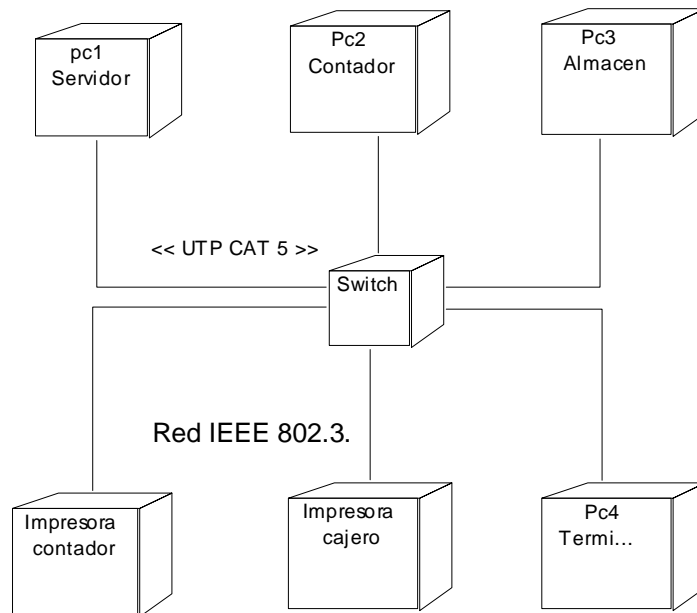 pc1
Servidor
Pc2
Contador
Pc3
Almacen
<< UTP CAT 5 >>
Switch
Red IEEE 802.3.
Impresora
contador
Impresora
cajero
Pc4
Termi...